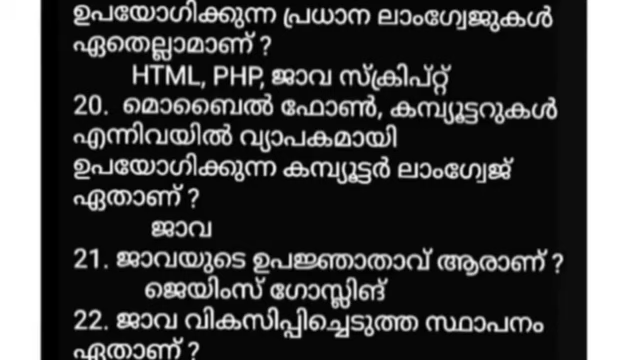 ഉപയോഗിക്കുന്ന പ്രധാന ലാംഗ്വേജുകൾ
ഏതെല്ലാമാണ് ?
HTML, PHP, ജാവ സ്ക്രിപ്റ്റ്
20. മൊബൈൽ ഫോൺ, കമ്പ്യൂട്ടറുകൾ
എന്നിവയിൽ വ്യാപകമായി
ഉപയോഗിക്കുന്ന കമ്പ്യൂട്ടർ ലാംഗ്വേജ്
ഏതാണ് ?
ജാവ
21. ജാവയുടെ ഉപജ്ഞാതാവ് ആരാണ് ?
ജെയിംസ് ഗോസ്ലിങ്
22. ജാവ വികസിപ്പിച്ചെടുത്ത സ്ഥാപനം
ഏതാണ് ?